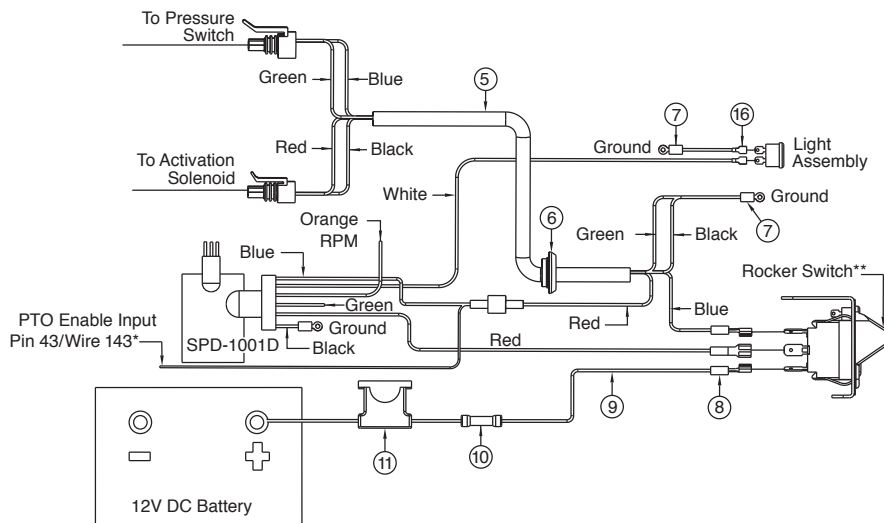 To Pressure
Switch
Green
Blue
5
Red
Black
To Activation
Solenoid
White
Ground
7
16
Light
Assembly
Ground
7
Orange
RPM
6
Green
Black
Blue
Rocker Switch**
Blue
Green
Ground
Black
SPD-1001D
PTO Enable Input
Pin 43/Wire 143*
Red
Red
9
8
11
10
12V DC Battery